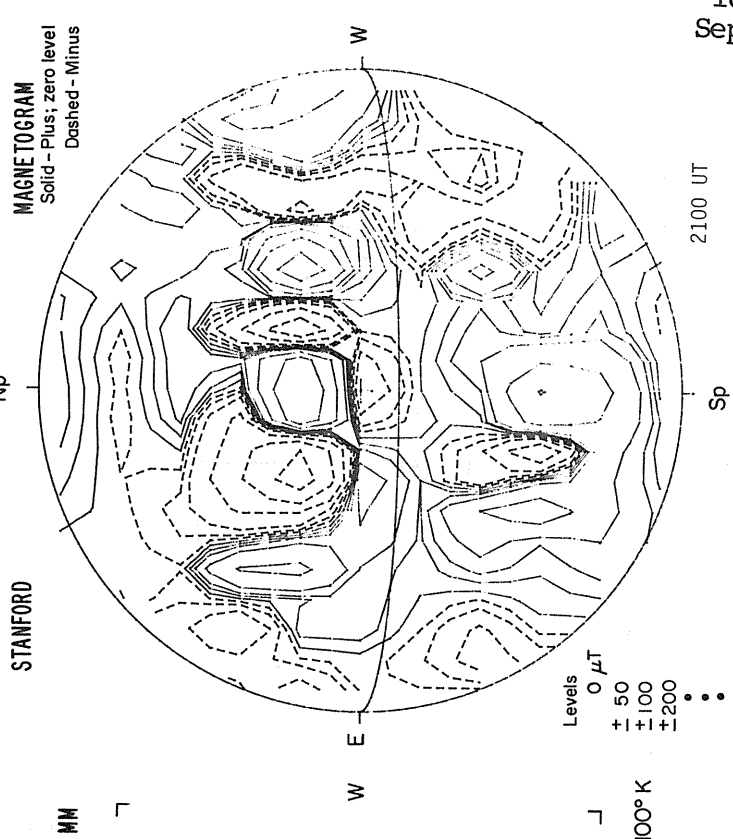 MAGNETOGRAM
Solid - Plus; zero level
Dashed - Minus
STANFORD
Np
W
E
Sp
2100 UT
Levels
0 μT
± 50
±100
±200
MM
W
100° K
Sep